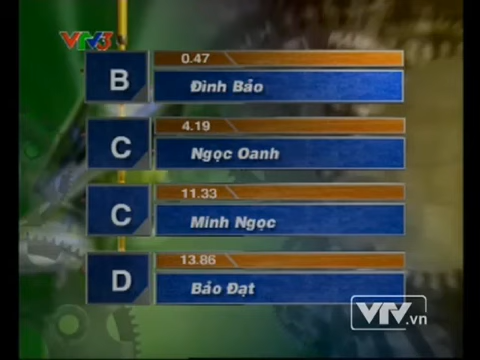 VTV3
0.47
B
Đình Bảo
4.19
C
Ngọc Oanh
11.33
C
Minh Ngọc
13.86
D
Bảo Đạt
VTV.vn